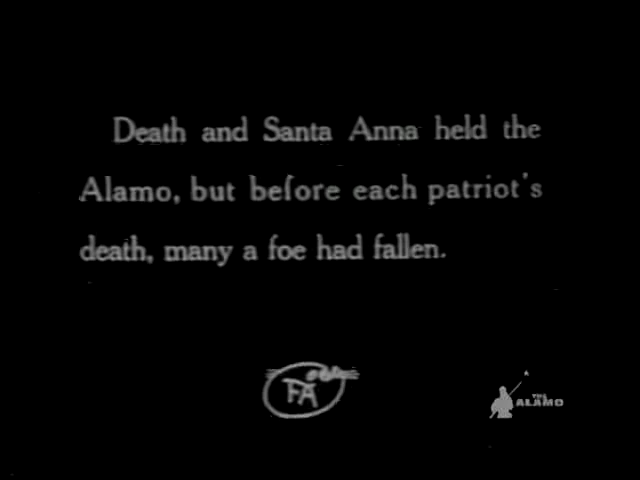 Death and Santa Anna held the
Alamo, but before each patriot's
death, many a foe had fallen.
FA
THE
ALAMO